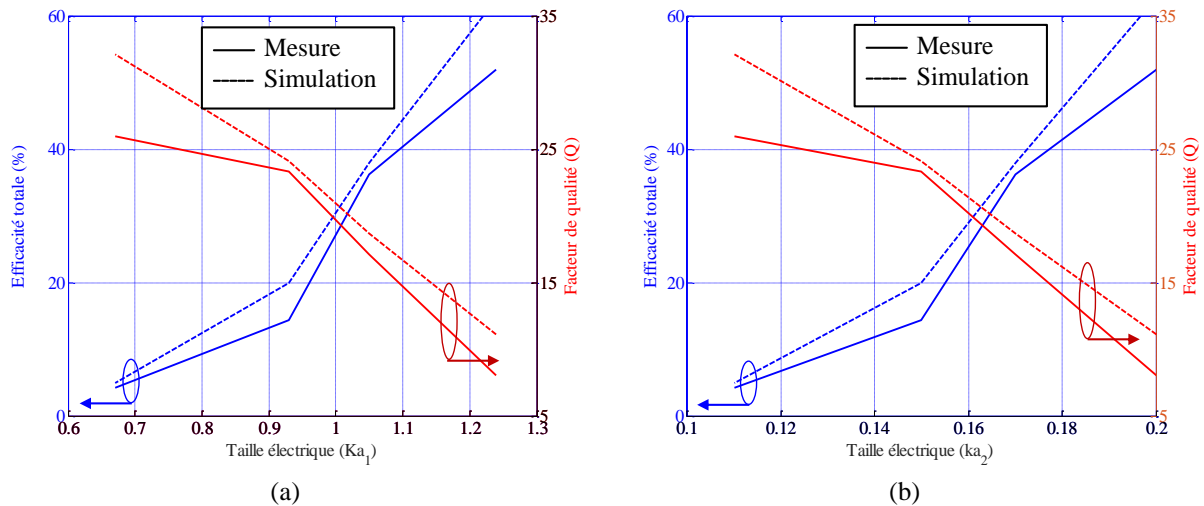 60
40
20
0
Efficacité totale (%)
Mesure
Simulation
35
25
15
5
Facteur de qualité (Q)
0.6 0.7 0.8 0.9 1 1.1 1.2 1.3
Taille électrique (Ka1)
(a)
60
40
20
0
Efficacité totale (%)
Mesure
Simulation
35
25
15
5
Facteur de qualité (Q)
0.1 0.12 0.14 0.16 0.18 0.2
Taille électrique (ka2)
(b)